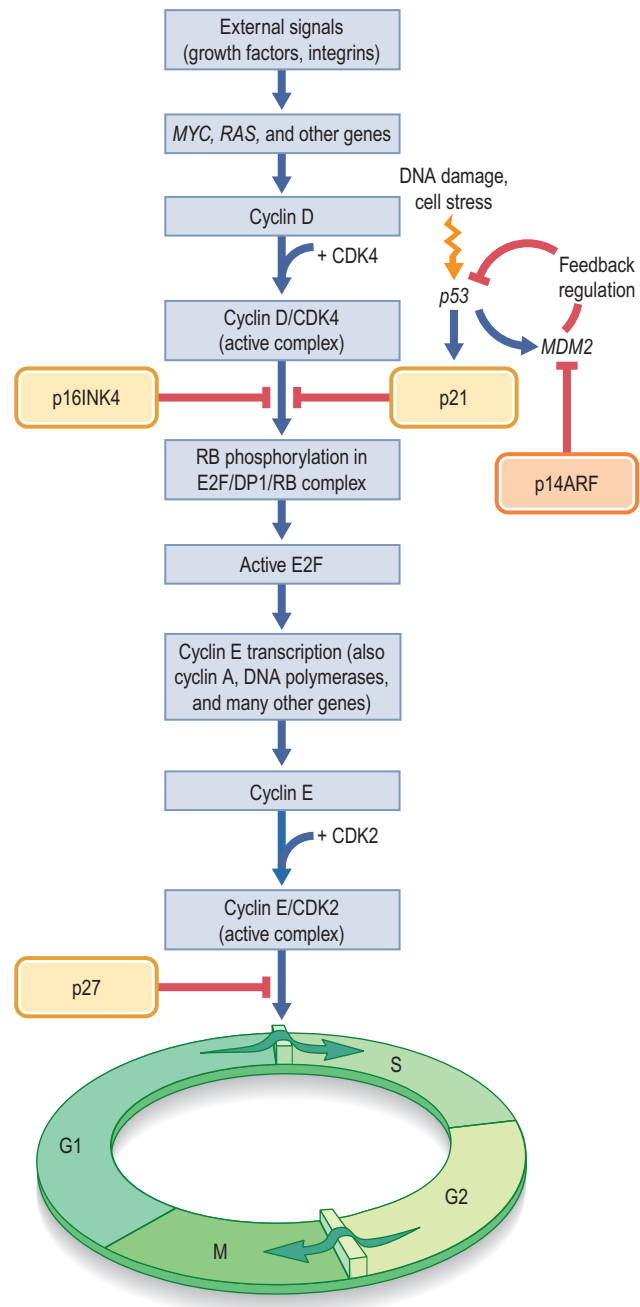 External signals
(growth factors, integrins)
MYC, RAS, and other genes
DNA damage,
cell stress
Cyclin D
+ CDK4
Feedback
regulation
p53
Cyclin D/CDK4
(active complex)
MDM2
p16INK4
p21
RB phosphorylation in
E2F/DP1/RB complex
p14ARF
Active E2F
Cyclin E transcription (also
cyclin A, DNA polymerases,
and many other genes)
Cyclin E
+ CDK2
Cyclin E/CDK2
(active complex)
p27
S
G1
G2
M